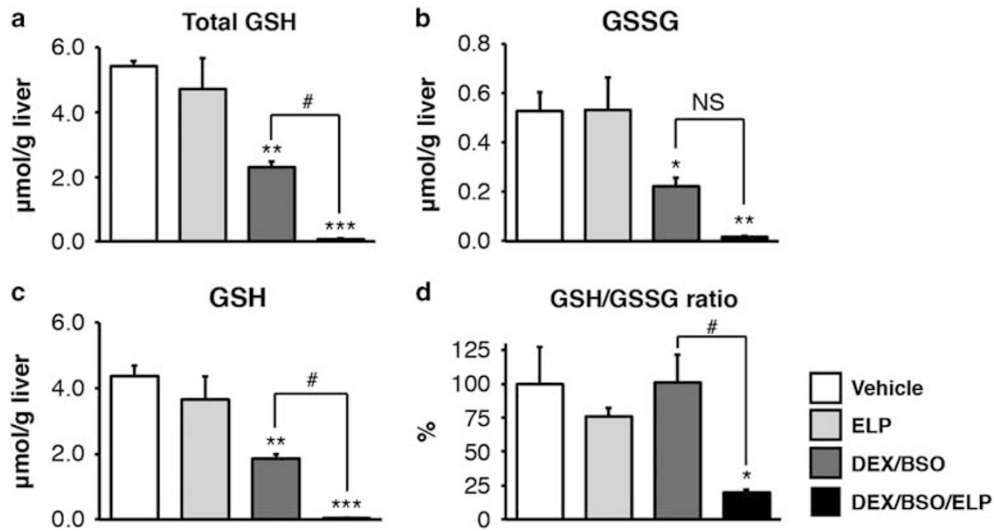 a
Total GSH
µmol/g liver
6.0
4.0
2.0
0.0
#
**
***
b
GSSG
µmol/g liver
0.8
0.6
0.4
0.2
0.0
NS
*
**
c
GSH
µmol/g liver
6.0
4.0
2.0
0.0
#
**
***
d
GSH/GSSG ratio
%
125
100
75
50
25
0
#
*
Vehicle
ELP
DEX/BSO
DEX/BSO/ELP